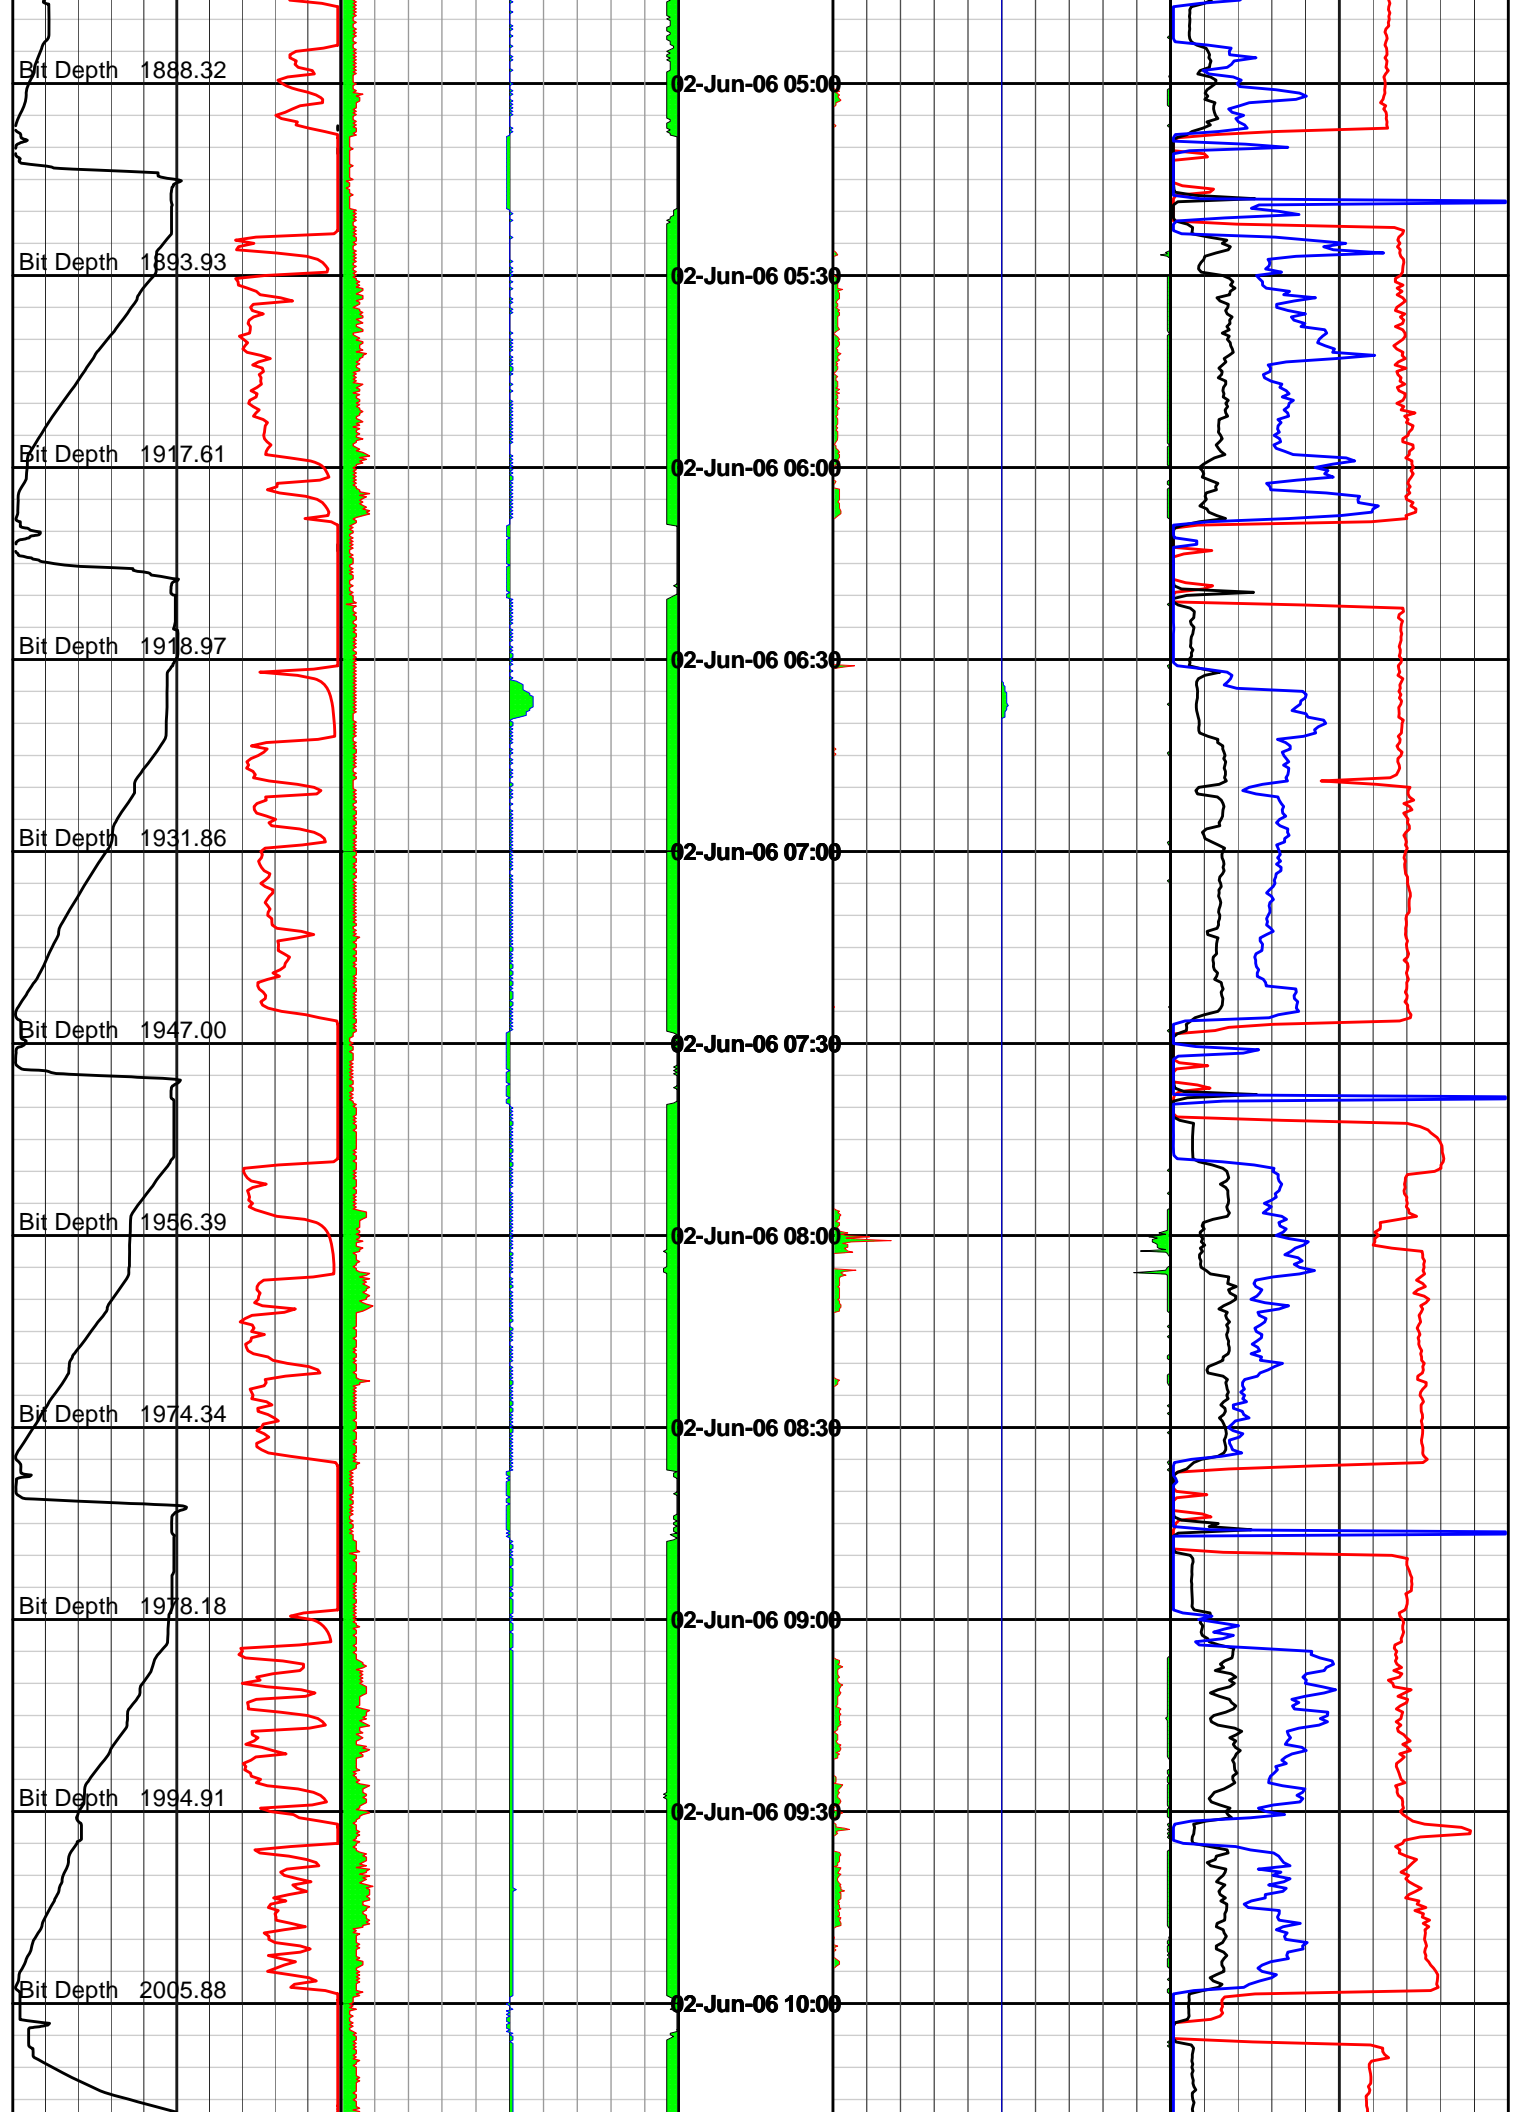 Bit Depth 1888.32
02-Jun-06 05:00
Bit Depth 1893.93
02-Jun-06 05:30
Bit Depth 1917.61
02-Jun-06 06:00
Bit Depth 1918.97
02-Jun-06 06:30
Bit Depth 1931.86
02-Jun-06 07:00
Bit Depth 1947.00
02-Jun-06 07:30
Bit Depth 1956.39
02-Jun-06 08:00
Bit Depth 1974.34
02-Jun-06 08:30
Bit Depth 1978.18
02-Jun-06 09:00
Bit Depth 1994.91
02-Jun-06 09:30
Bit Depth 2005.88
02-Jun-06 10:00